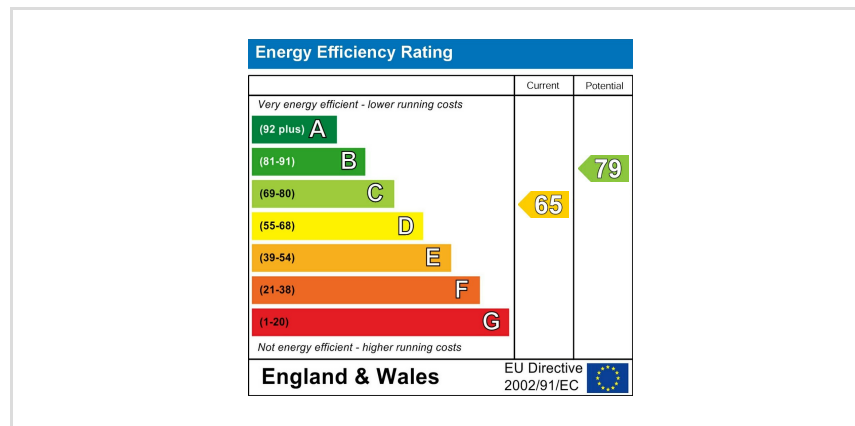 Energy Efficiency Rating
Current Potential
Very energy efficient - lower running costs
(92 plus) A
(81-91) B
(69-80) C
(55-68) D
(39-54) E
(21-38) F
(1-20) G
65
79
Not energy efficient - higher running costs
England & Wales
EU Directive
2002/91/EC